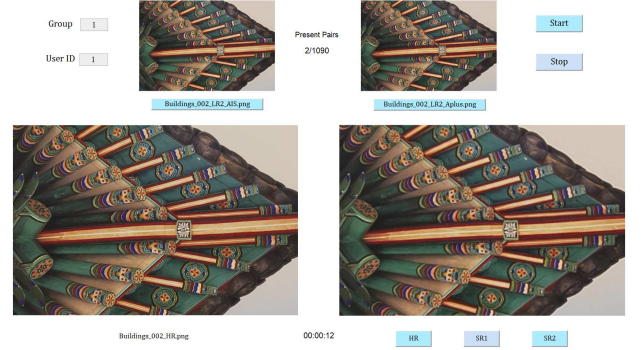 Group 1
User ID 1
Present Pairs
2/1090
Start
Stop
Buildings_002_LR2_AIS.png
Buildings_002_LR2_Aplus.png
Buildings_002_HR.png
00:00:12
HR
SR1
SR2